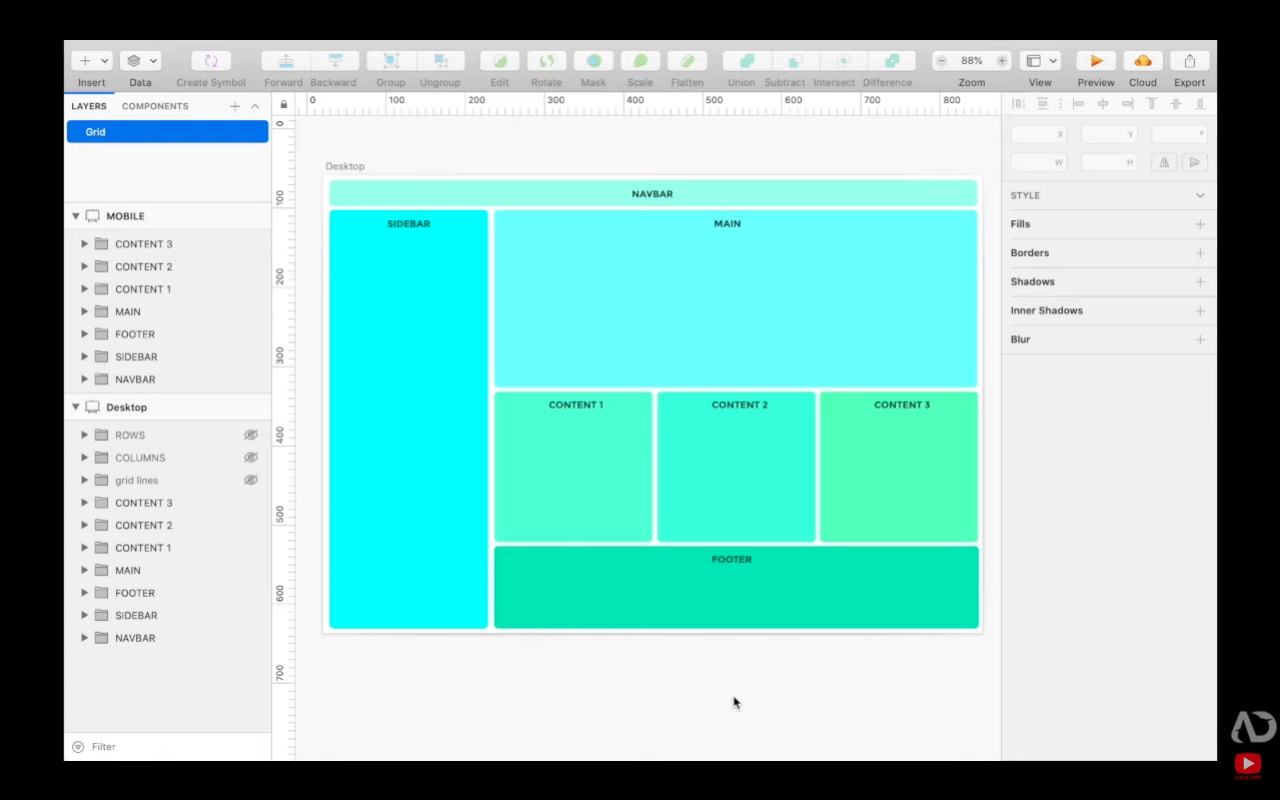 88%
Insert Data Create Symbol Forward Backward Group Ungroup Edit Rotate Mask Scale Flatten Union Subtract Intersect Difference Zoom View Preview Cloud Export
LAYERS COMPONENTS
0 100 200 300 400 500 600 700 800
Grid
X Y °
W H
Desktop
STYLE
Fills
Borders
Shadows
Inner Shadows
Blur
MOBILE
CONTENT 3
CONTENT 2
CONTENT 1
MAIN
FOOTER
SIDEBAR
NAVBAR
Desktop
ROWS
COLUMNS
grid lines
CONTENT 3
CONTENT 2
CONTENT 1
MAIN
FOOTER
SIDEBAR
NAVBAR
Filter
0
100
200
300
400
500
600
700
NAVBAR
SIDEBAR
MAIN
CONTENT 1
CONTENT 2
CONTENT 3
FOOTER